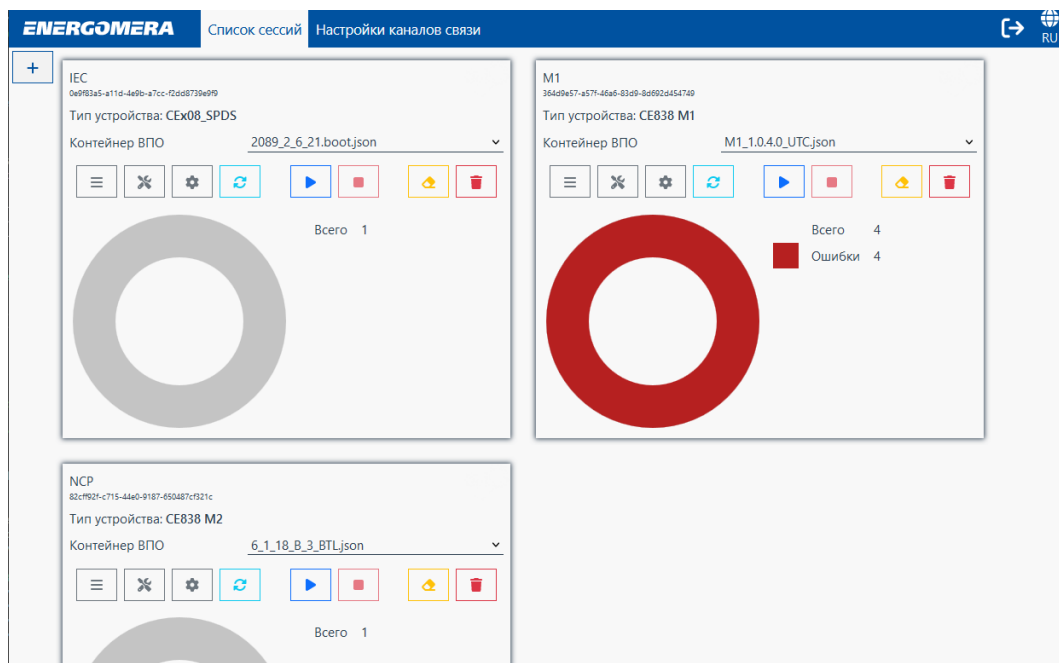 ENERGOMERA Список сессий Настройки каналов связи RU
+
IEC
0e9f83a5-a11d-4e9b-a7cc-f2dd8739e9f9
Тип устройства: CEx08_SPDS
Контейнер ВПО 2089_2_6_21.boot.json
Всего 1
M1
364d9e57-a57f-46a6-83d9-8d692d454749
Тип устройства: CE838 M1
Контейнер ВПО M1_1.0.4.0_UTC.json
Всего 4
Ошибки 4
NCP
82cff92f-c715-44e0-9187-650487cf321c
Тип устройства: CE838 M2
Контейнер ВПО 6_1_18_B_3_BTL.json
Всего 1